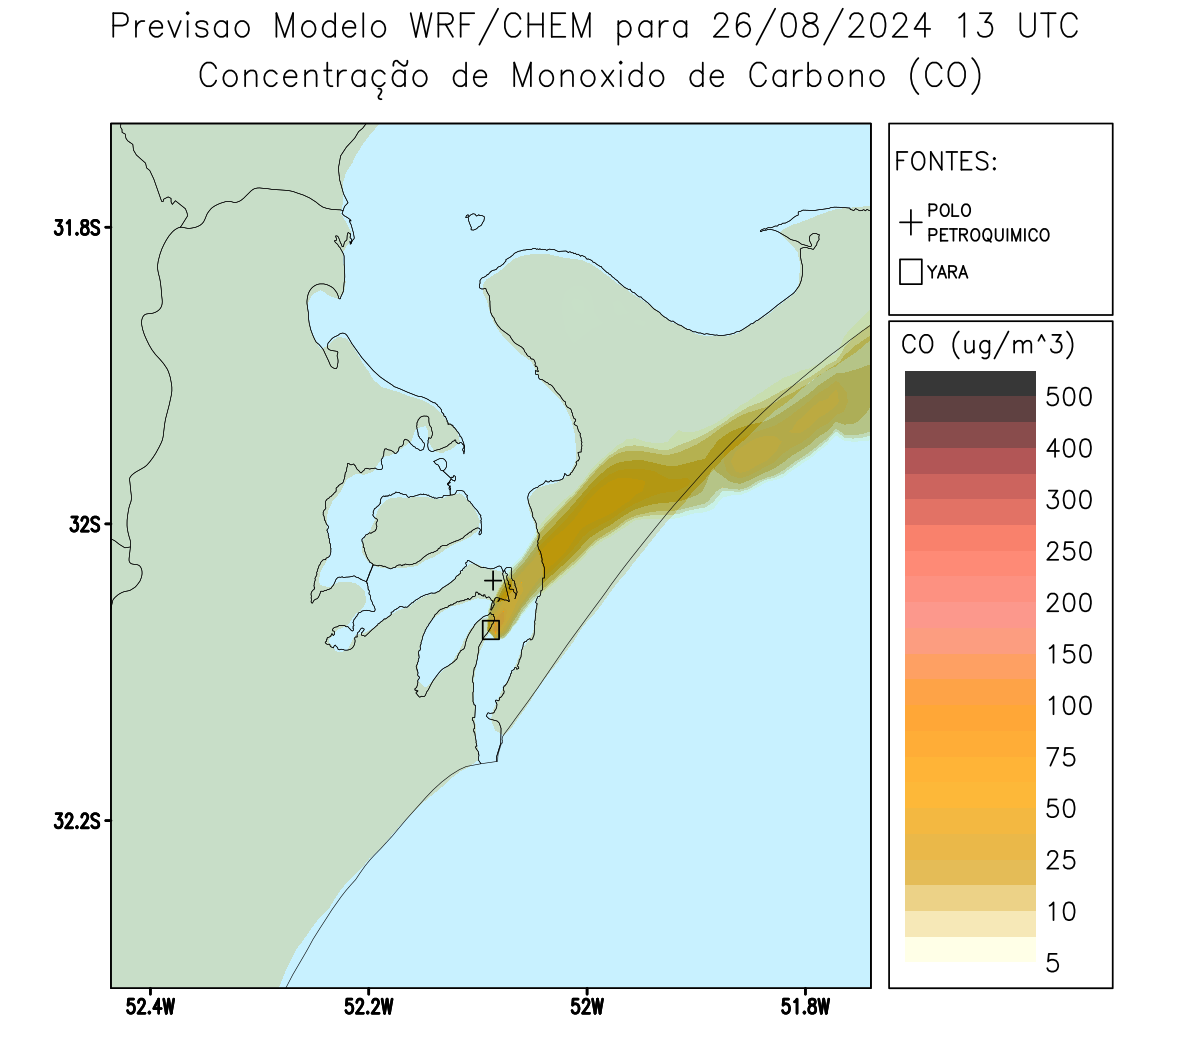 Previsao Modelo WRF/CHEM para 26/08/2024 13 UTC
Concentração de Monoxido de Carbono (CO)
FONTES:
POLO
PETROQUIMICO
YARA
CO (ug/m^3)
500
400
300
250
200
150
100
75
50
25
10
5
31.8S
32S
32.2S
52.4W
52.2W
52W
51.8W